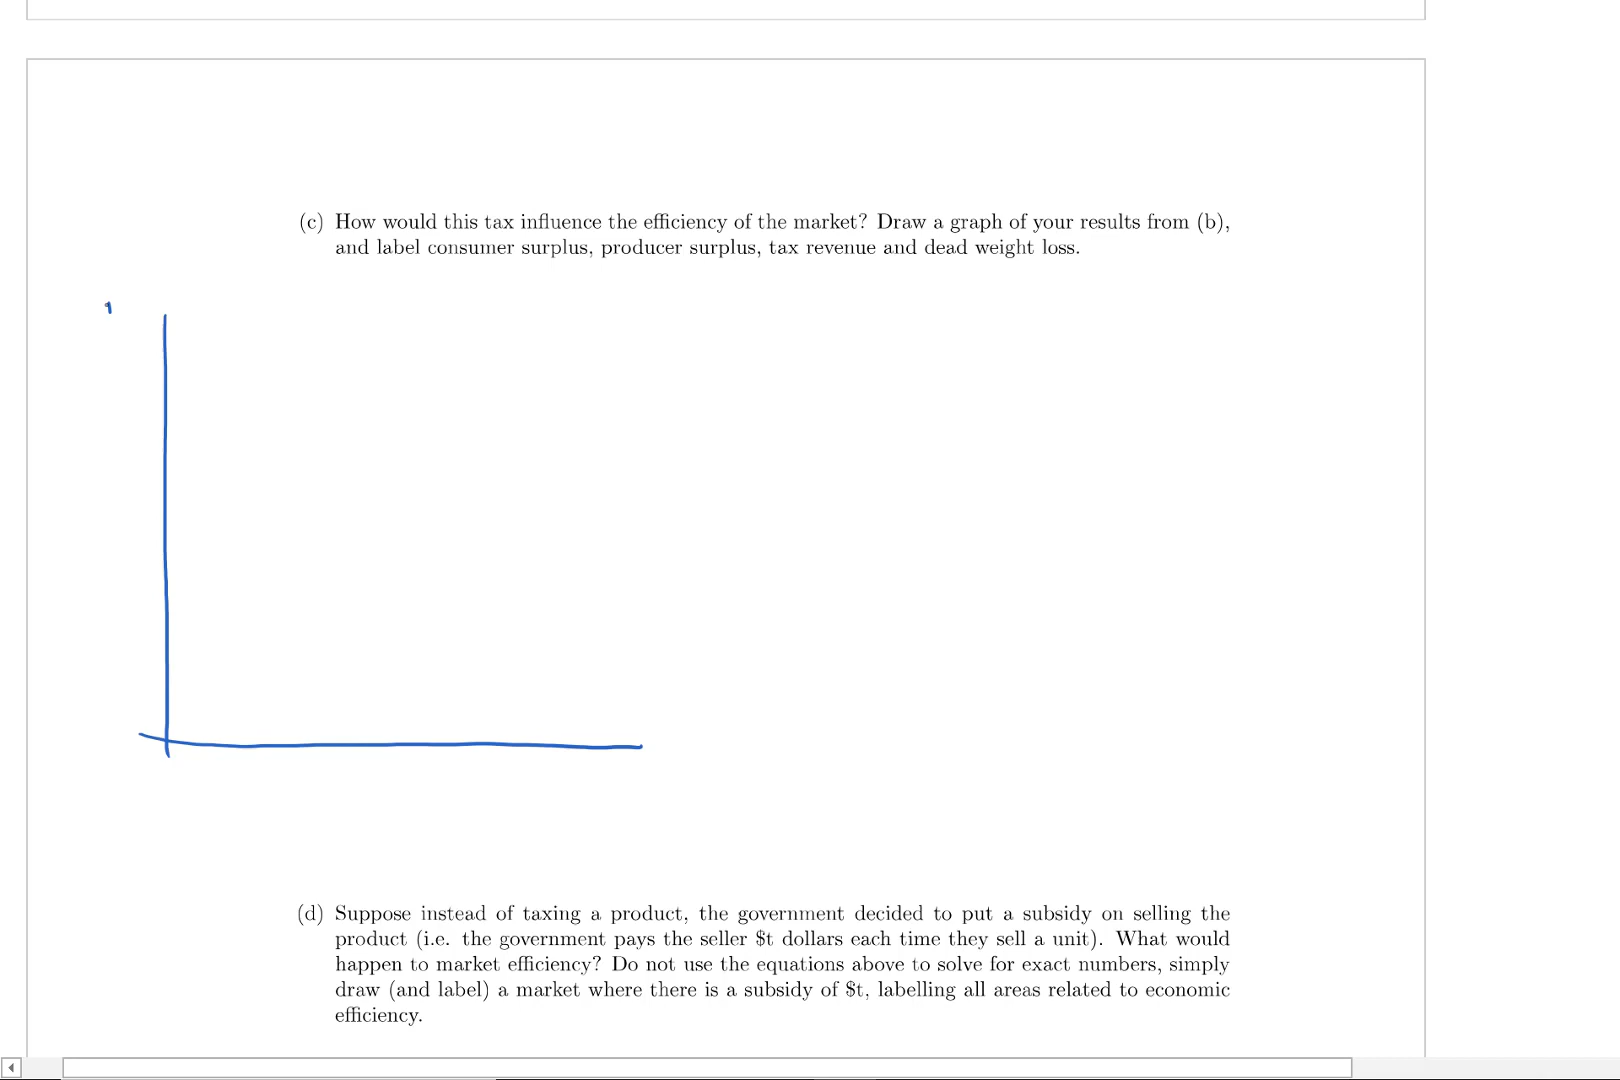 (c) How would this tax influence the efficiency of the market? Draw a graph of your results from (b),
and label consumer surplus, producer surplus, tax revenue and dead weight loss.
(d) Suppose instead of taxing a product, the government decided to put a subsidy on selling the
product (i.e. the government pays the seller $t dollars each time they sell a unit). What would
happen to market efficiency? Do not use the equations above to solve for exact numbers, simply
draw (and label) a market where there is a subsidy of $t, labelling all areas related to economic
efficiency.